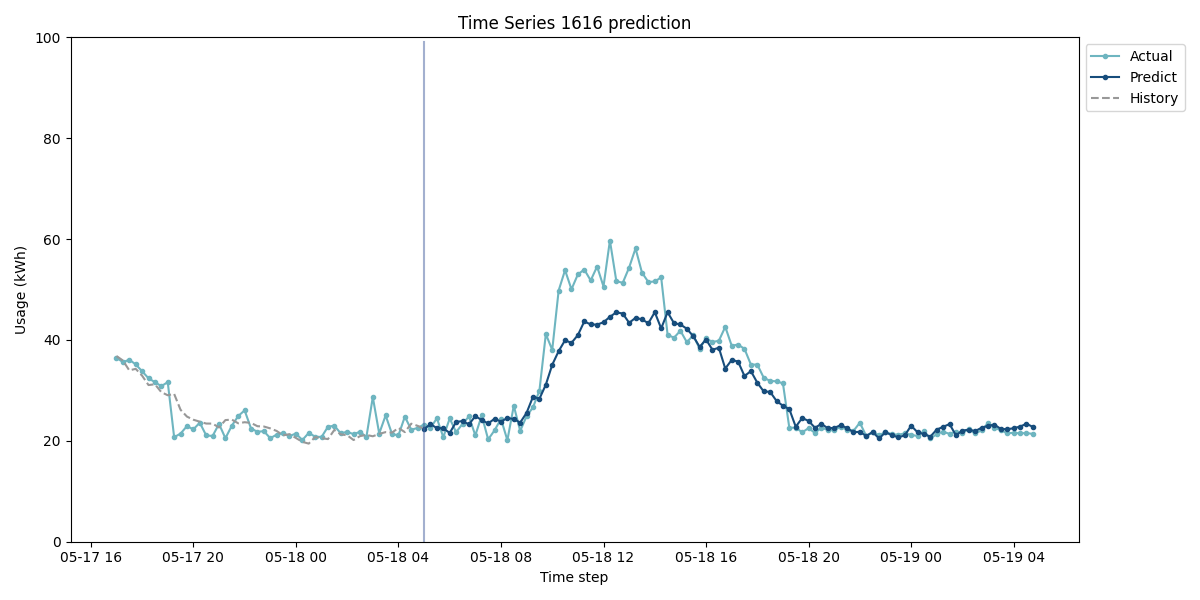 Time Series 1616 prediction
100
80
60
40
20
0
Usage (kWh)
05-17 16
05-17 20
05-18 00
05-18 04
05-18 08
05-18 12
05-18 16
05-18 20
05-19 00
05-19 04
Time step
Actual
Predict
History